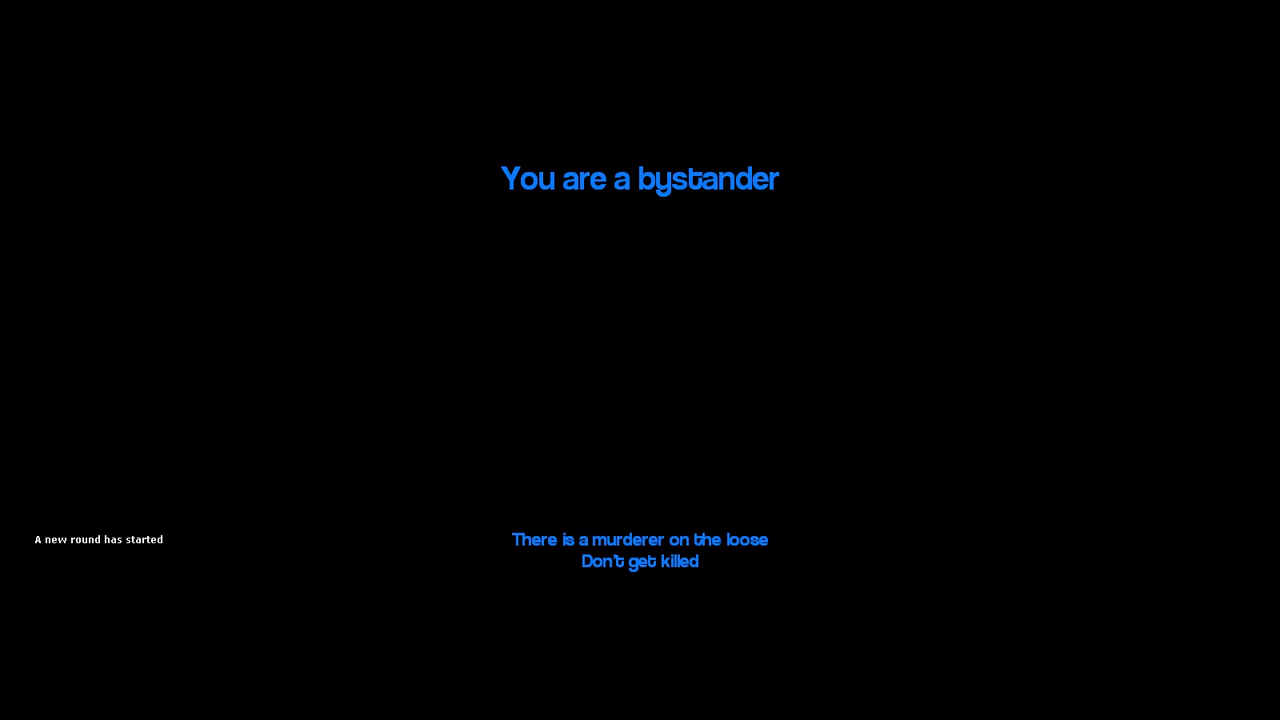 You are a bystander
A new round has started
There is a murderer on the loose
Don't get killed